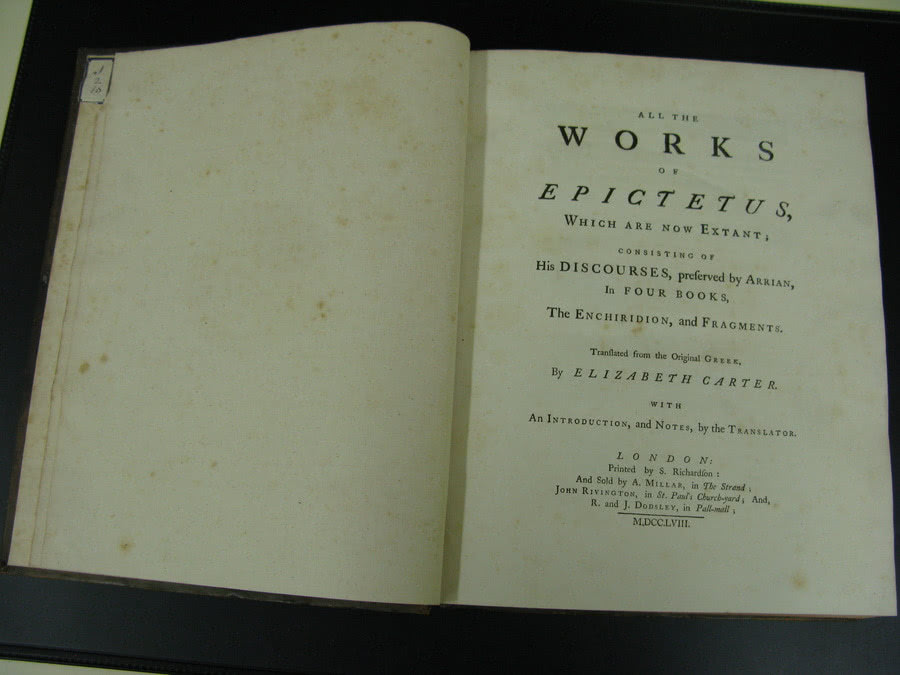 2
ALL THE
WORKS
OF
EPICTETUS,
WHICH ARE NOW EXTANT;
CONSISTING OF
His DISCOURSES, preſerved by ARRIAN,
In FOUR BOOKS,
The ENCHIRIDION, and FRAGMENTS.
Tranſlated from the Original GREEK,
By ELIZABETH CARTER.
WITH
An INTRODUCTION, and NOTES, by the TRANSLATOR.
LONDON:
Printed by S. Richardſon:
And Sold by A. MILLAR, in The Strand;
JOHN RIVINGTON, in St. Paul's Church-yard; And,
R. and J. DODSLEY, in Pall-mall;
M.DCC.LVIII.